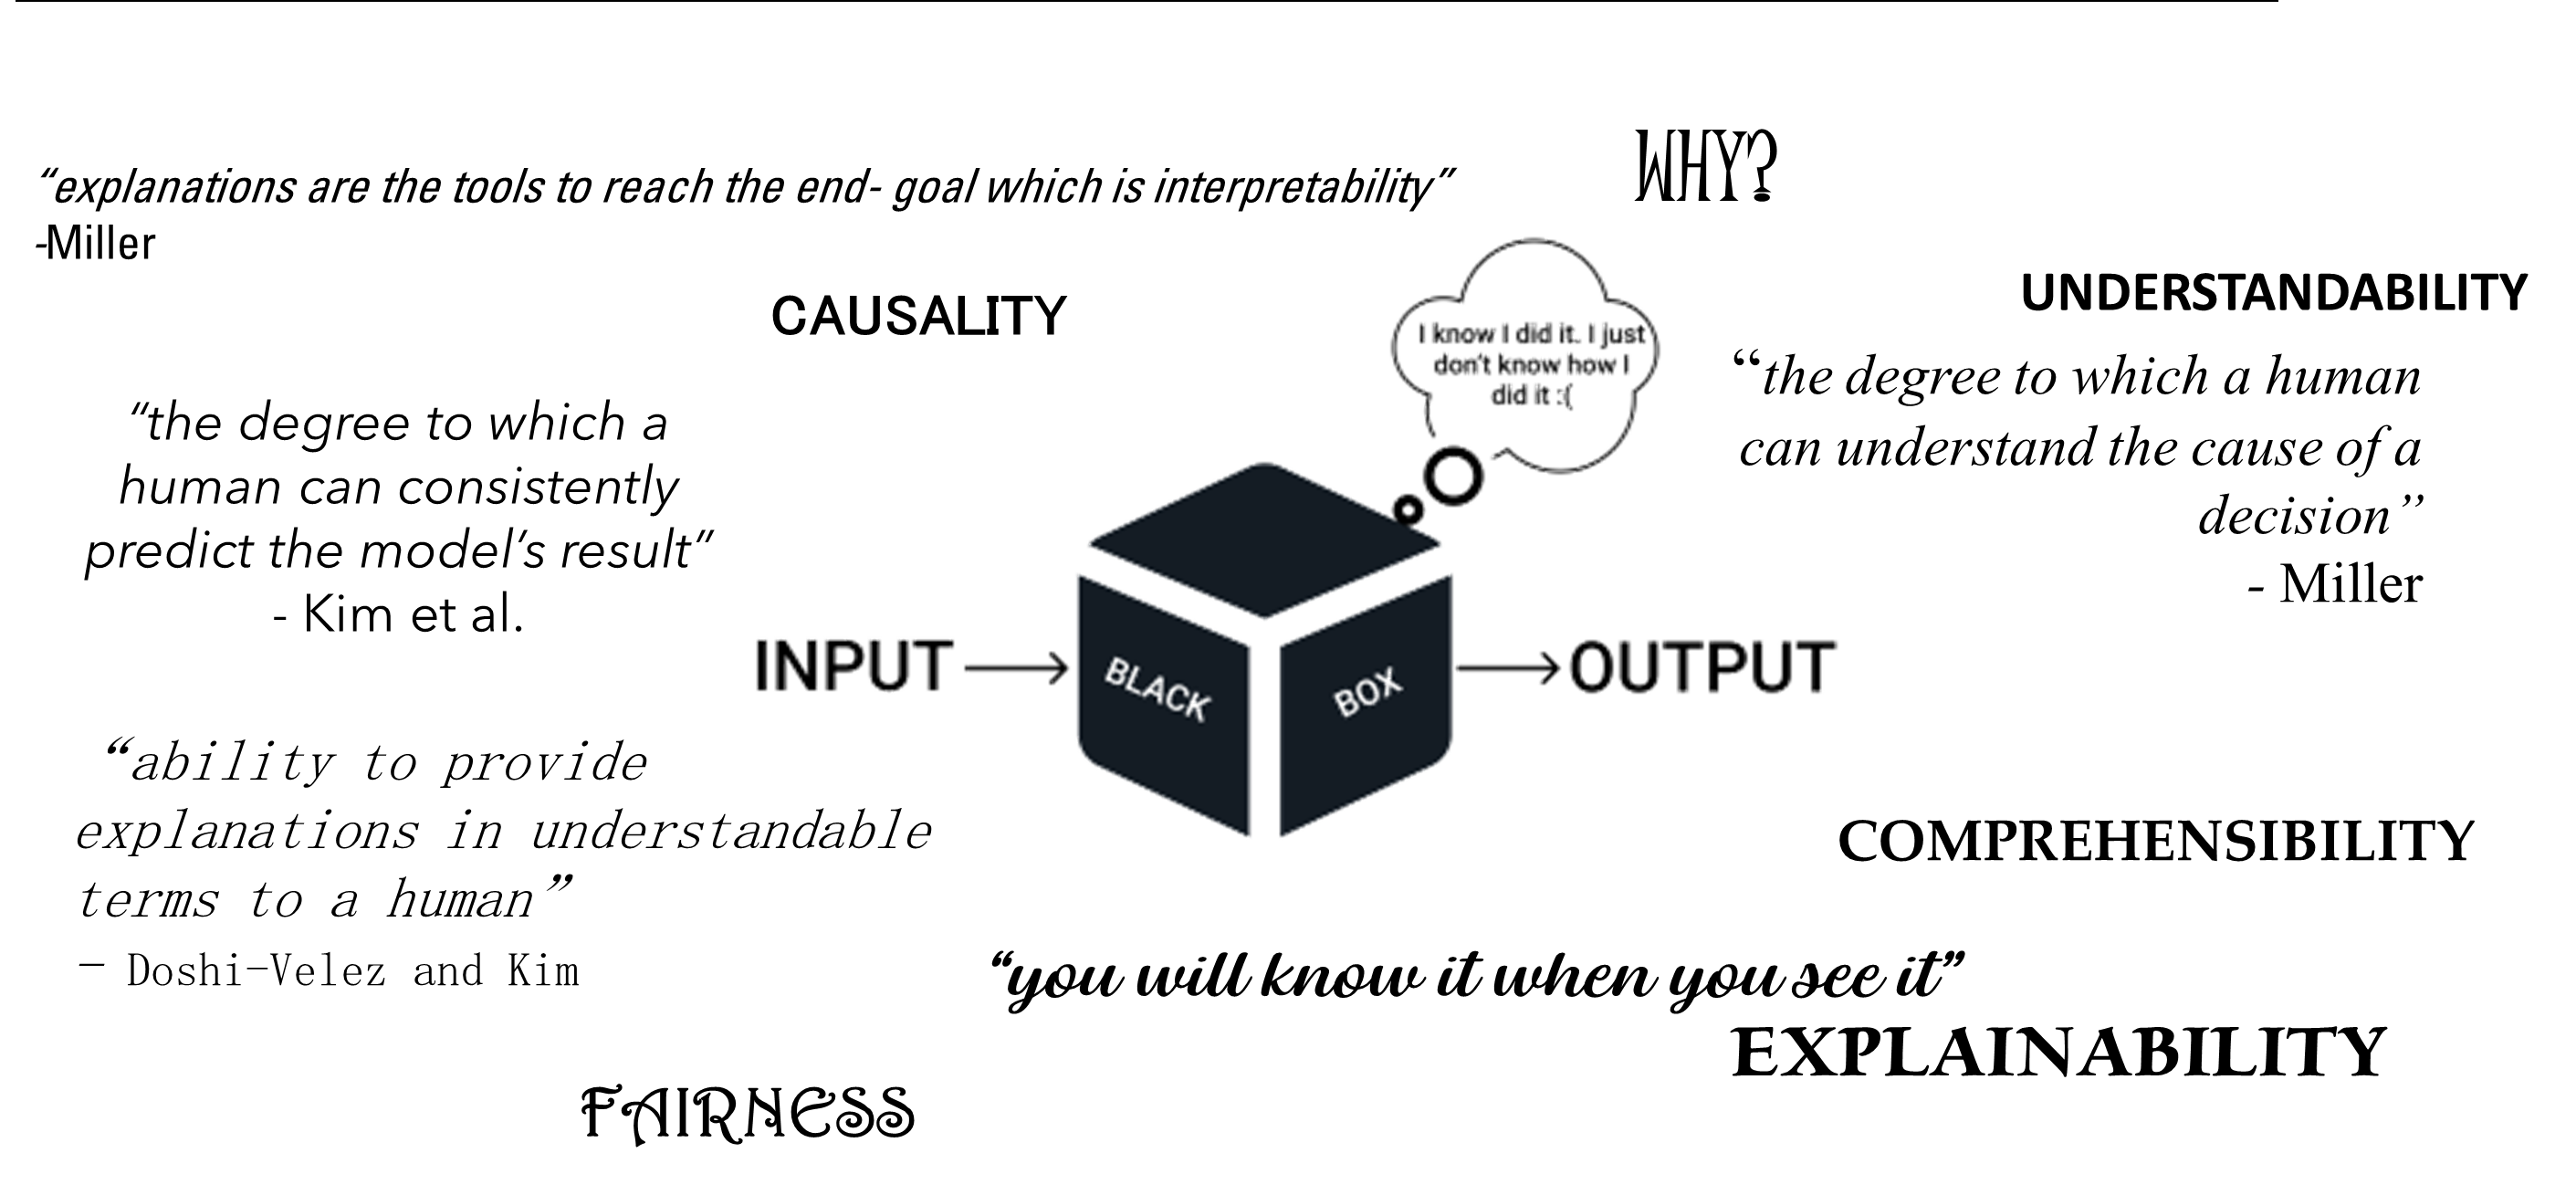 “explanations are the tools to reach the end- goal which is interpretability”
-Miller
WHY?
CAUSALITY
UNDERSTANDABILITY
I know I did it. I just
don't know how I
did it :(
“the degree to which a human
can understand the cause of a
decision”
- Miller
“the degree to which a
human can consistently
predict the model’s result”
- Kim et al.
INPUT
BLACK
BOX
OUTPUT
“ability to provide
explanations in understandable
terms to a human”
– Doshi-Velez and Kim
COMPREHENSIBILITY
“you will know it when you see it”
EXPLAINABILITY
FAIRNESS